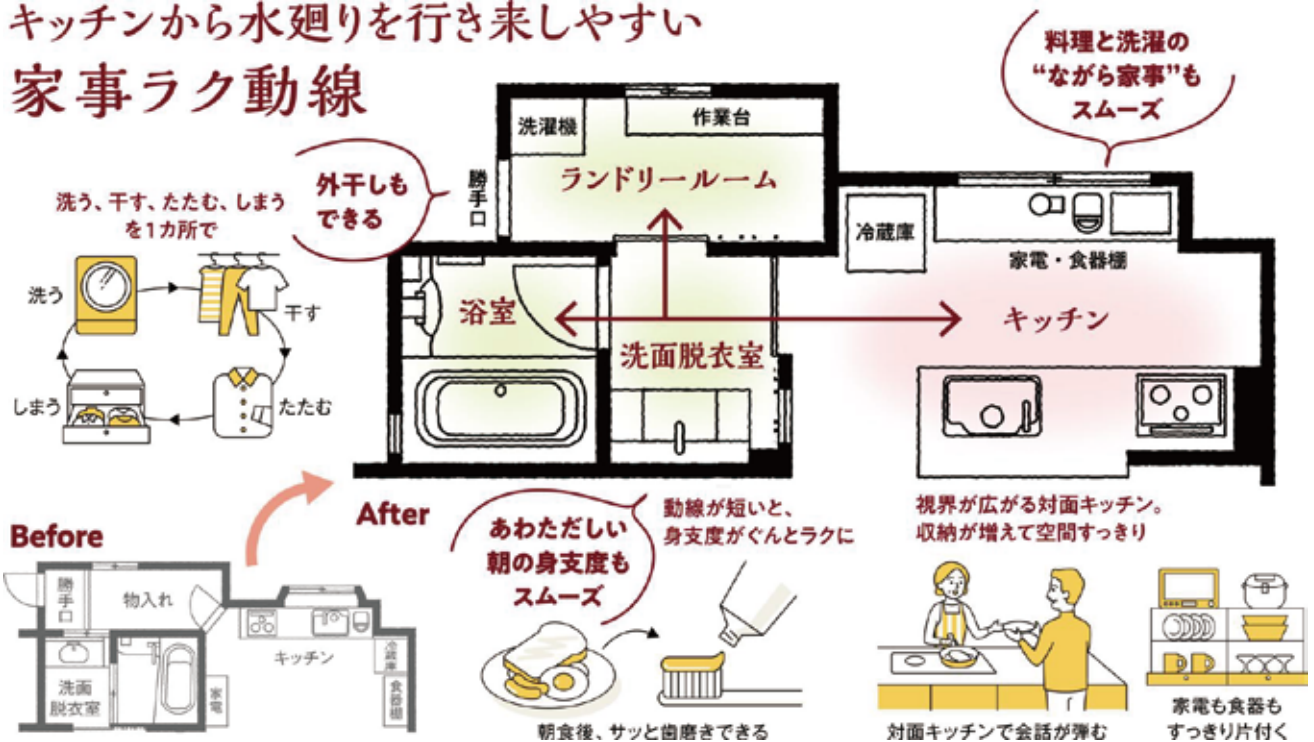 キッチンから水廻りを行き来しやすい
家事ラク動線
料理と洗濯の
“ながら家事”も
スムーズ
洗濯機
作業台
ランドリールーム
勝手口
外干しも
できる
洗う、干す、たたむ、しまう
を1カ所で
洗う
干す
たたむ
しまう
冷蔵庫
家電・食器棚
浴室
洗面脱衣室
キッチン
After
Before
勝手口
物入れ
キッチン
冷蔵庫
食器棚
家電
洗面
脱衣室
あわただしい
朝の身支度も
スムーズ
動線が短いと、
身支度がぐんとラクに
朝食後、サッと歯磨きできる
視界が広がる対面キッチン。
収納が増えて空間すっきり
対面キッチンで会話が弾む
家電も食器も
すっきり片付く